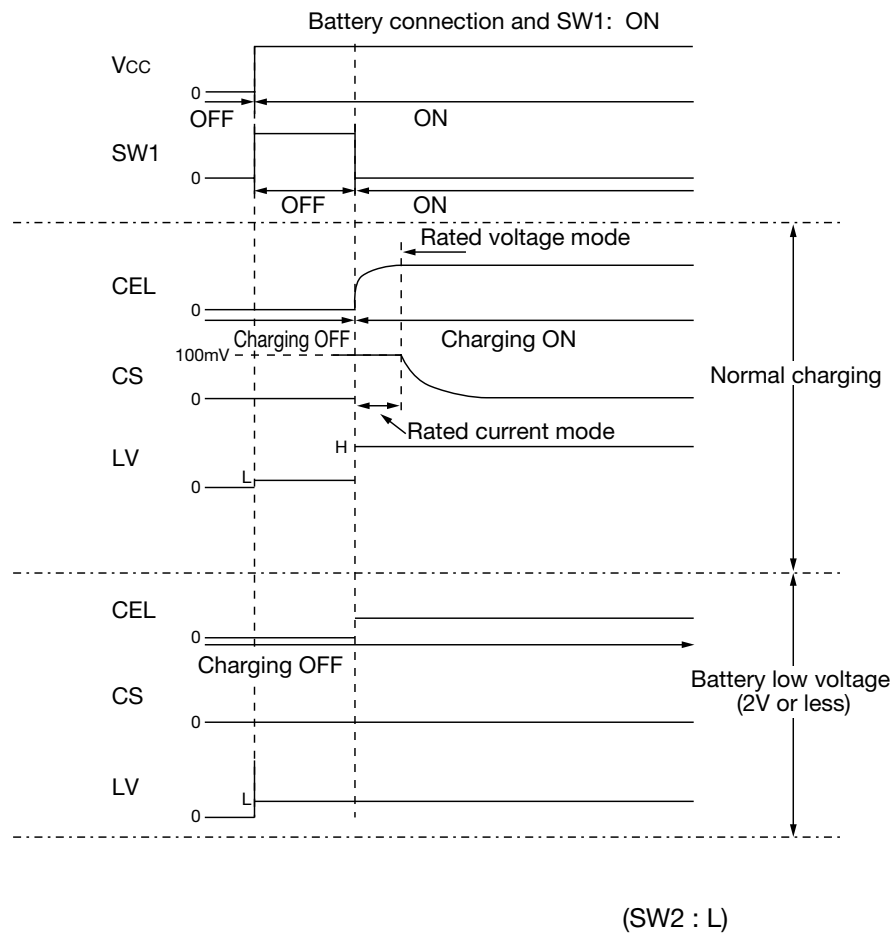 Battery connection and SW1: ON
VCC
0
OFF
ON
SW1
0
OFF
ON
Rated voltage mode
CEL
0
Charging OFF
Charging ON
100mV
CS
0
Normal charging
Rated current mode
H
LV
L
0
CEL
0
Charging OFF
Battery low voltage
(2V or less)
CS
0
LV
L
0
(SW2 : L)